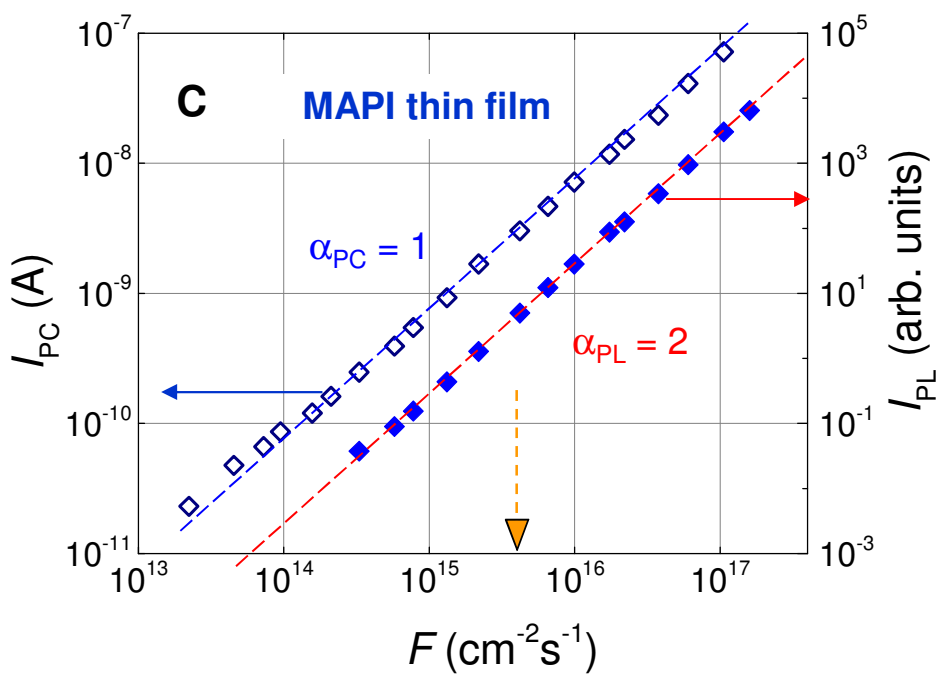 C
MAPI thin film
α_PC = 1
α_PL = 2
I_PC (A)
10^-7
10^-8
10^-9
10^-10
10^-11
I_PL (arb. units)
10^5
10^3
10^1
10^-1
10^-3
10^13 10^14 10^15 10^16 10^17
F (cm^-2s^-1)